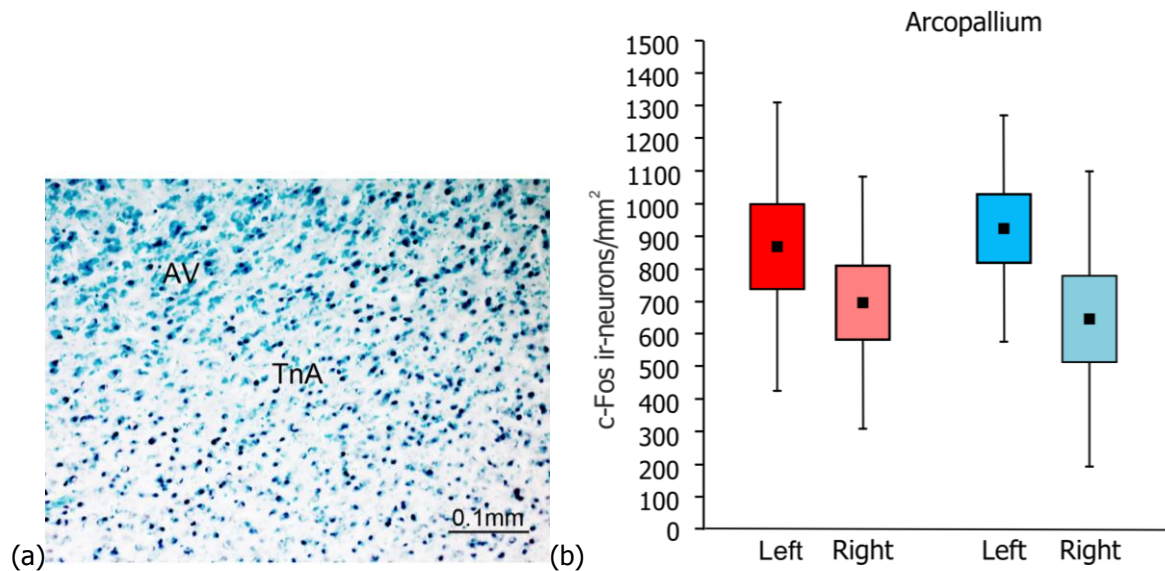 AV
TnA
0.1mm
(a)
Arcopallium
c-Fos ir-neurons/mm²
1500
1400
1300
1200
1100
1000
900
800
700
600
500
400
300
200
100
0
Left Right Left Right
(b)